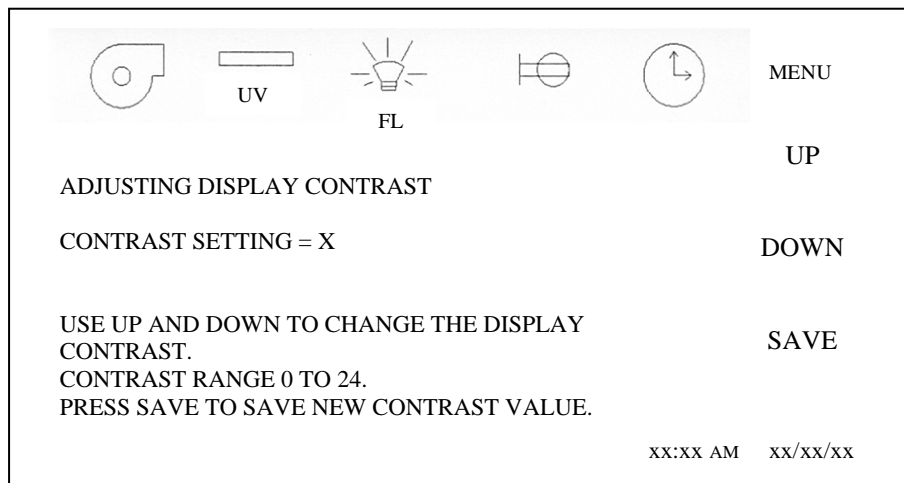 MENU
UV
FL
UP
ADJUSTING DISPLAY CONTRAST
CONTRAST SETTING = X
DOWN
USE UP AND DOWN TO CHANGE THE DISPLAY
CONTRAST.
SAVE
CONTRAST RANGE 0 TO 24.
PRESS SAVE TO SAVE NEW CONTRAST VALUE.
xx:xx AM xx/xx/xx